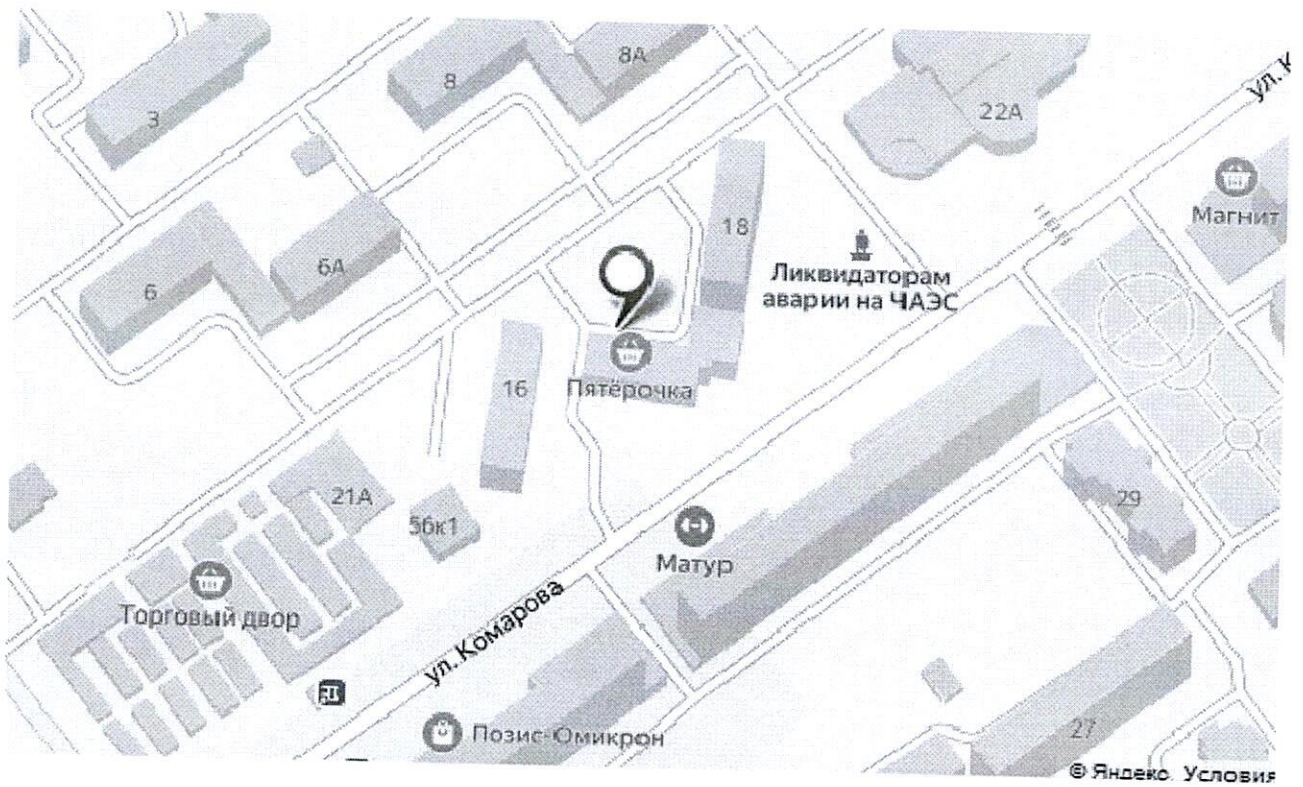 8А
8
3
22А
ул. К
Магнит
18
6А
6
Ликвидаторам
аварии на ЧАЭС
16
Пятёрочка
21А
56к1
29
Матур
Торговый двор
ул. Комарова
Позис-Омикрон
27
© Яндекс Условия